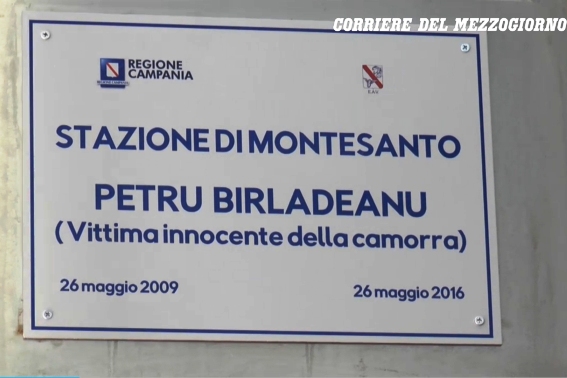 CORRIERE DEL MEZZOGIORNO
REGIONE
CAMPANIA
STAZIONE DI MONTESANTO
PETRU BIRLADEANU
( Vittima innocente della camorra)
26 maggio 2009
26 maggio 2016